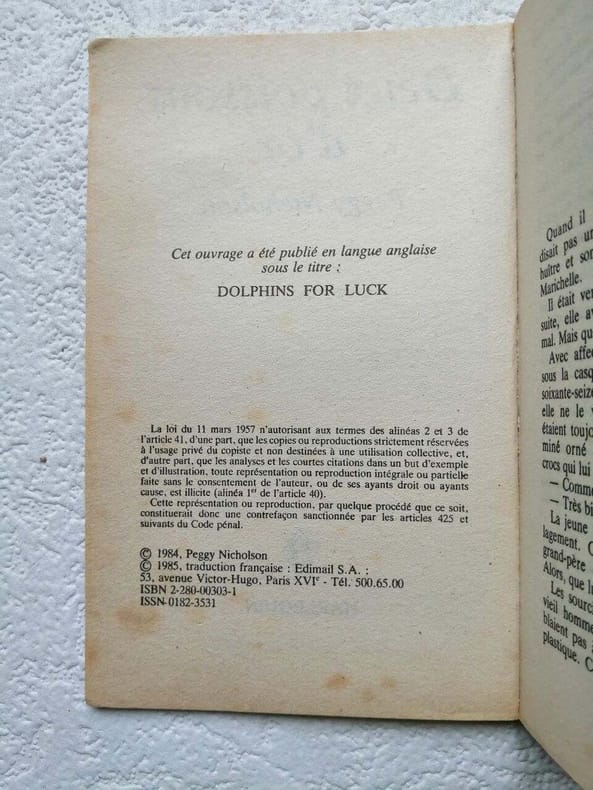 Cet ouvrage a été publié en langue anglaise
sous le titre :
DOLPHINS FOR LUCK
La loi du 11 mars 1957 n'autorisant aux termes des alinéas 2 et 3 de
l'article 41, d'une part, que les copies ou reproductions strictement réservées
à l'usage privé du copiste et non destinées à une utilisation collective, et,
d'autre part, que les analyses et les courtes citations dans un but d'exemple
et d'illustration, toute représentation ou reproduction intégrale ou partielle
faite sans le consentement de l'auteur, ou de ses ayants droit ou ayants
cause, est illicite (alinéa 1er de l'article 40).
Cette représentation ou reproduction, par quelque procédé que ce soit,
constituerait donc une contrefaçon sanctionnée par les articles 425 et
suivants du Code pénal.
© 1984, Peggy Nicholson
© 1985, traduction française : Edimail S.A. :
53, avenue Victor-Hugo, Paris XVIe - Tél. 500.65.00
ISBN 2-280-00303-1
ISSN 0182-3531
Quand il
disait pas
huître et
Marichelle.
Il était
suite, elle
mal. Mais
Avec
sous la
elle ne le
étaient
miné orné
crocs qui lui
— Très
La jeune
lagement.
grand-père
Alors, que
Les
vieil
blaient pas
plastique.